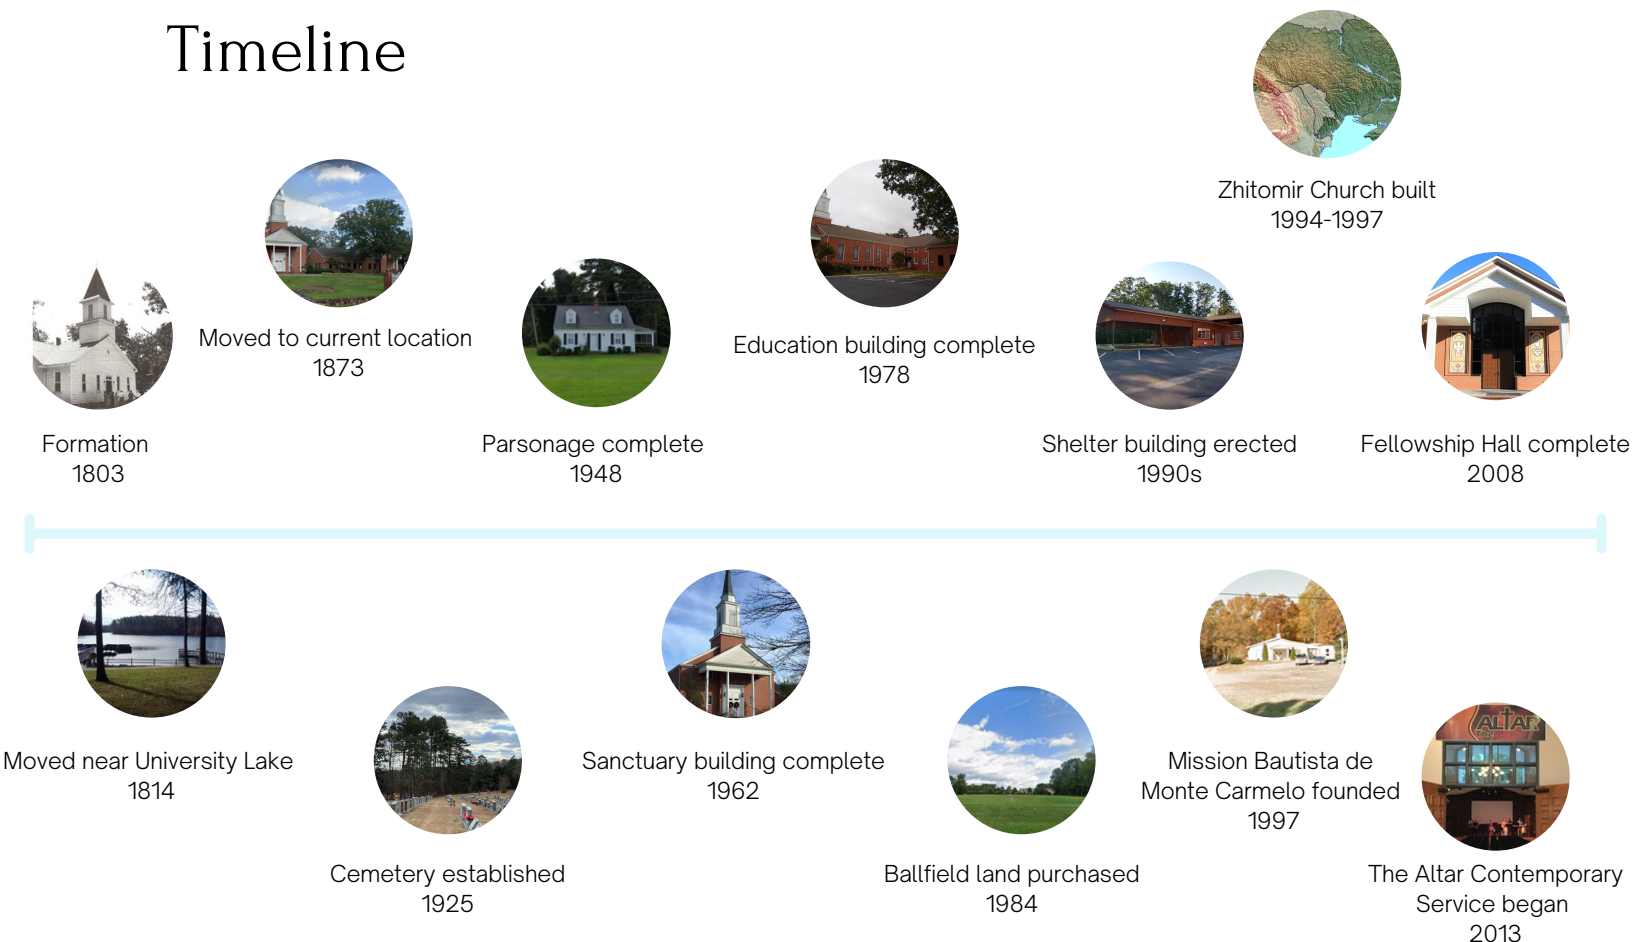 Timeline
Zhitomir Church built
1994-1997
Moved to current location
1873
Education building complete
1978
Formation
1803
Parsonage complete
1948
Shelter building erected
1990s
Fellowship Hall complete
2008
Moved near University Lake
1814
Sanctuary building complete
1962
Mission Bautista de
Monte Carmelo founded
1997
ALTAR
Cemetery established
1925
Ballfield land purchased
1984
The Altar Contemporary
Service began
2013